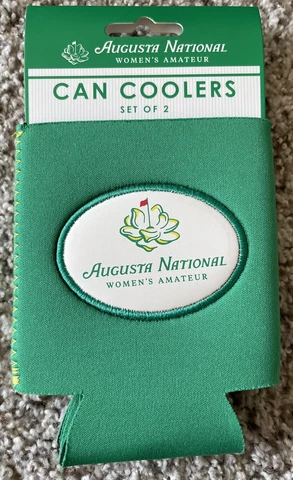 AUGUSTA NATIONAL
WOMEN'S AMATEUR
CAN COOLERS
SET OF 2
AUGUSTA NATIONAL
WOMEN'S AMATEUR